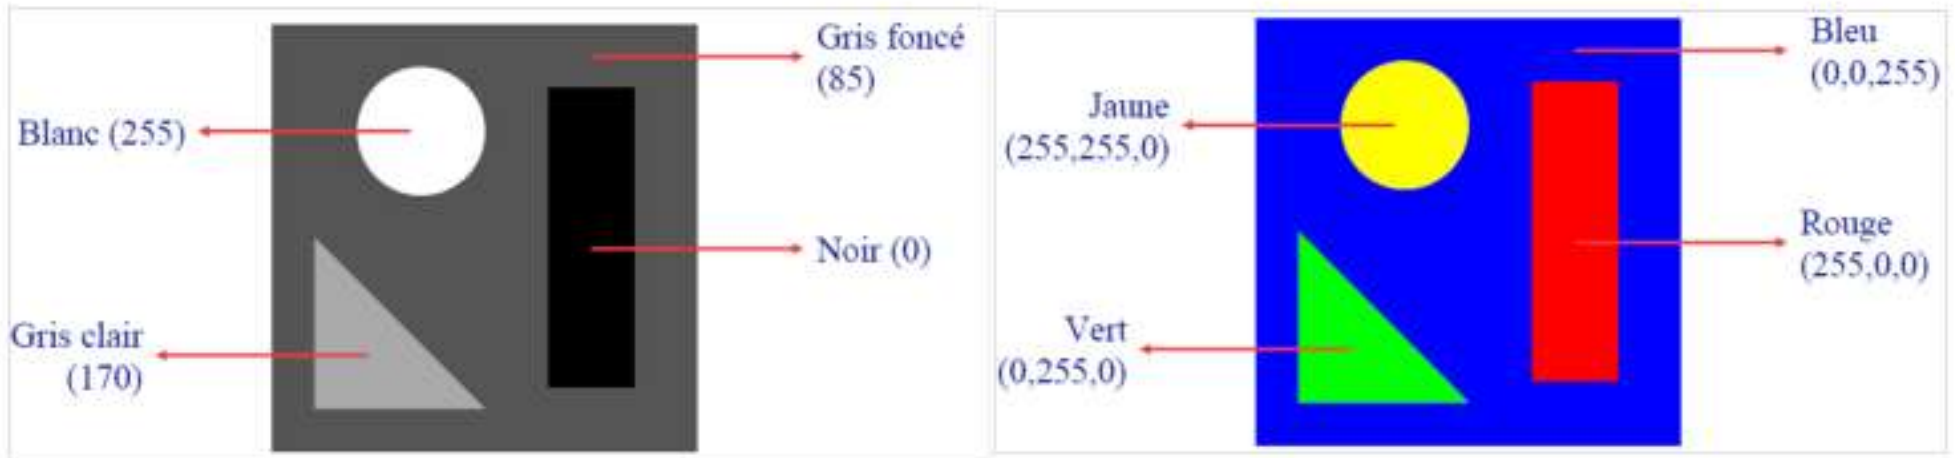 Gris foncé
(85)
Blanc (255)
Noir (0)
Gris clair
(170)
Bleu
(0,0,255)
Jaune
(255,255,0)
Rouge
(255,0,0)
Vert
(0,255,0)